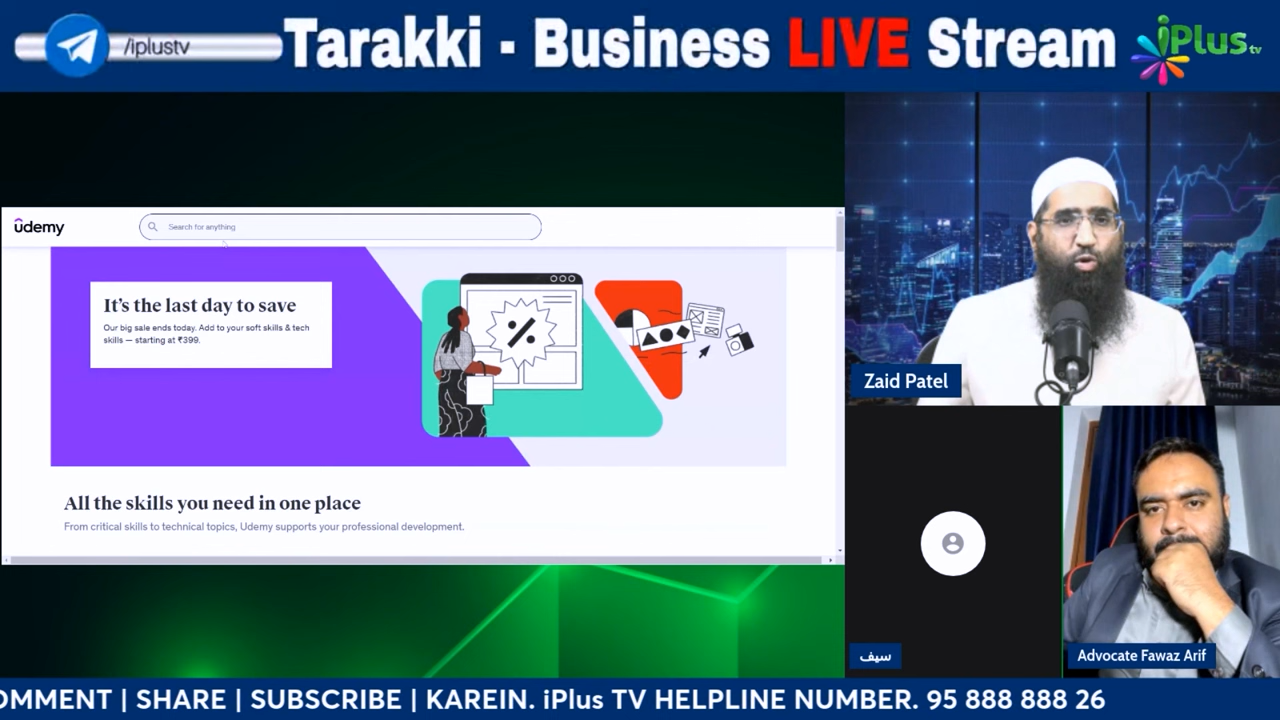 /iplustv
Tarakki - Business LIVE Stream
iPlus tv
ûdemy
Search for anything
It's the last day to save
Our big sale ends today. Add to your soft skills & tech
skills — starting at ₹399.
All the skills you need in one place
From critical skills to technical topics, Udemy supports your professional development.
Zaid Patel
سيف
Advocate Fawaz Arif
OMMENT | SHARE | SUBSCRIBE | KAREIN. iPlus TV HELPLINE NUMBER. 95 888 888 26